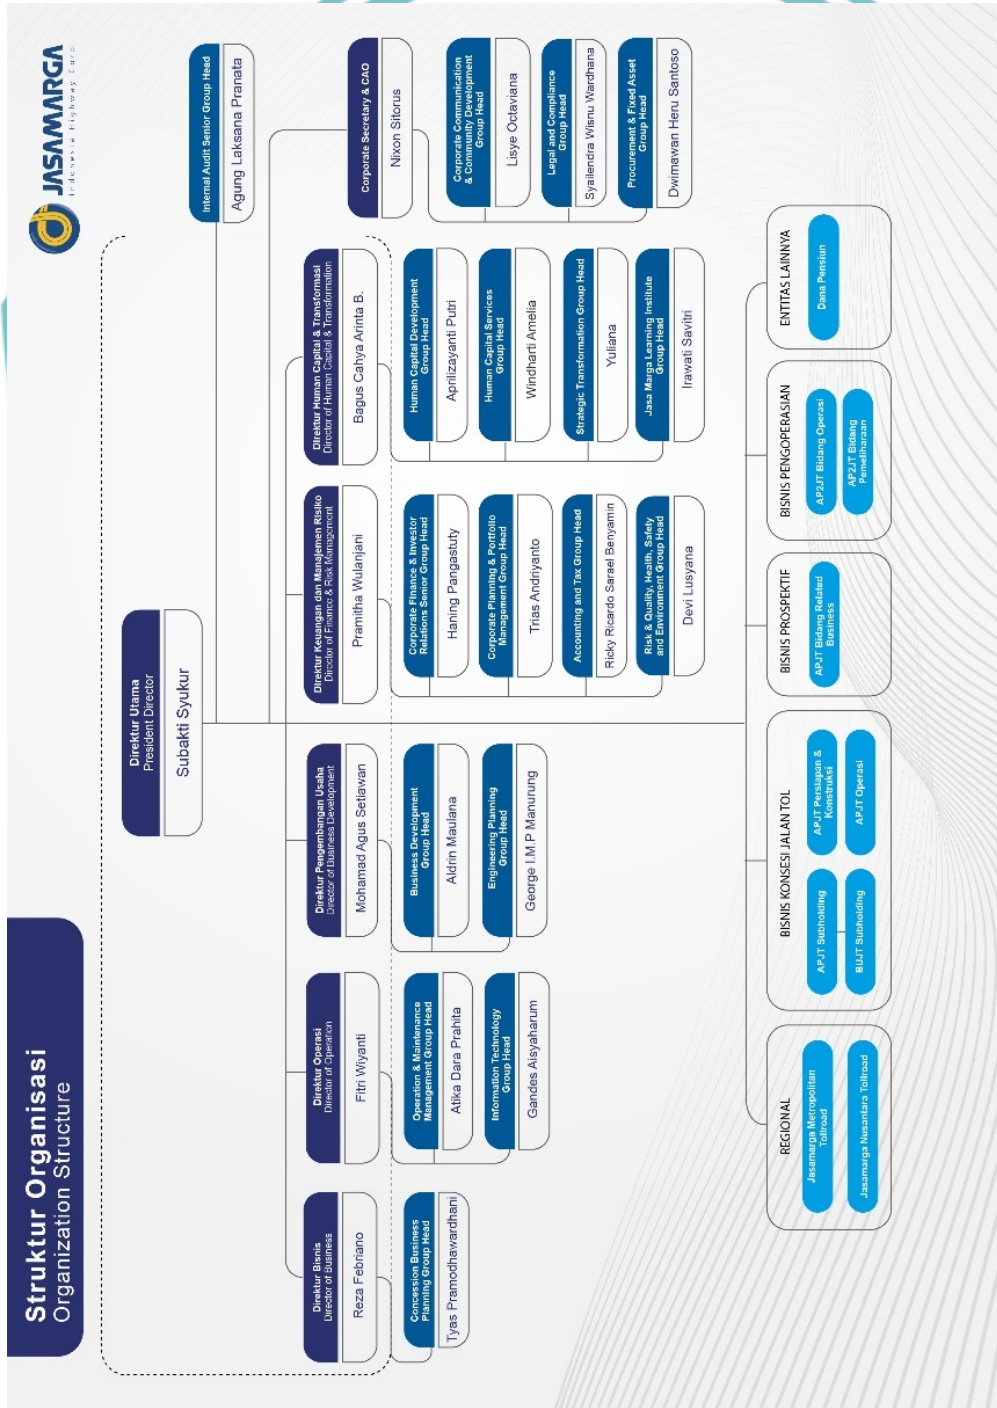 Struktur Organisasi
Organization Structure
JASAMARGA
Indonesia Highway Corp.
Direktur Utama
President Director
Subakti Syukur
Internal Audit Senior Group Head
Agung Laksana Pranata
Corporate Secretary & CAO
Nixon Sitorus
Corporate Communication
& Community Development
Group Head
Lisye Octaviana
Legal and Compliance
Group Head
Syailendra Wisnu Wardhana
Procurement & Fixed Asset
Group Head
Dwimawan Heru Santoso
Direktur Bisnis
Director of Business
Reza Febriano
Concession Business
Planning Group Head
Tyas Pramodhawardhani
Direktur Operasi
Director of Operation
Fitri Wiyanti
Operation & Maintenance
Management Group Head
Atika Dara Prahita
Information Technology
Group Head
Gandes Aisyaharum
Direktur Pengembangan Usaha
Director of Business Development
Mohamad Agus Setiawan
Business Development
Group Head
Aldrin Maulana
Engineering Planning
Group Head
George I.M.P Manurung
Direktur Keuangan dan Manajemen Risiko
Director of Finance & Risk Management
Pramitha Wulanjani
Corporate Finance & Investor
Relations Senior Group Head
Haning Pangastuty
Corporate Planning & Portfolio
Management Group Head
Trias Andriyanto
Accounting and Tax Group Head
Ricky Ricardo Sarael Benyamin
Risk & Quality, Health, Safety
and Environment Group Head
Devi Lusyana
Direktur Human Capital & Transformasi
Director of Human Capital & Transformation
Bagus Cahya Arinta B.
Human Capital Development
Group Head
Aprilizayanti Putri
Human Capital Services
Group Head
Windharti Amelia
Strategic Transformation Group Head
Yuliana
Jasa Marga Learning Institute
Group Head
Irawati Savitri
REGIONAL
Jasamarga Metropolitan
Tollroad
Jasamarga Nusantara Tollroad
BISNIS KONSESI JALAN TOL
APJT Subholding
BUJT Subholding
APJT Persiapan &
Konstruksi
APJT Operasi
BISNIS PROSPEKTIF
APJT Bidang Related
Business
BISNIS PENGOPERASIAN
AP2JT Bidang Operasi
AP2JT Bidang
Pemeliharaan
ENTITAS LAINNYA
Dana Pensiun